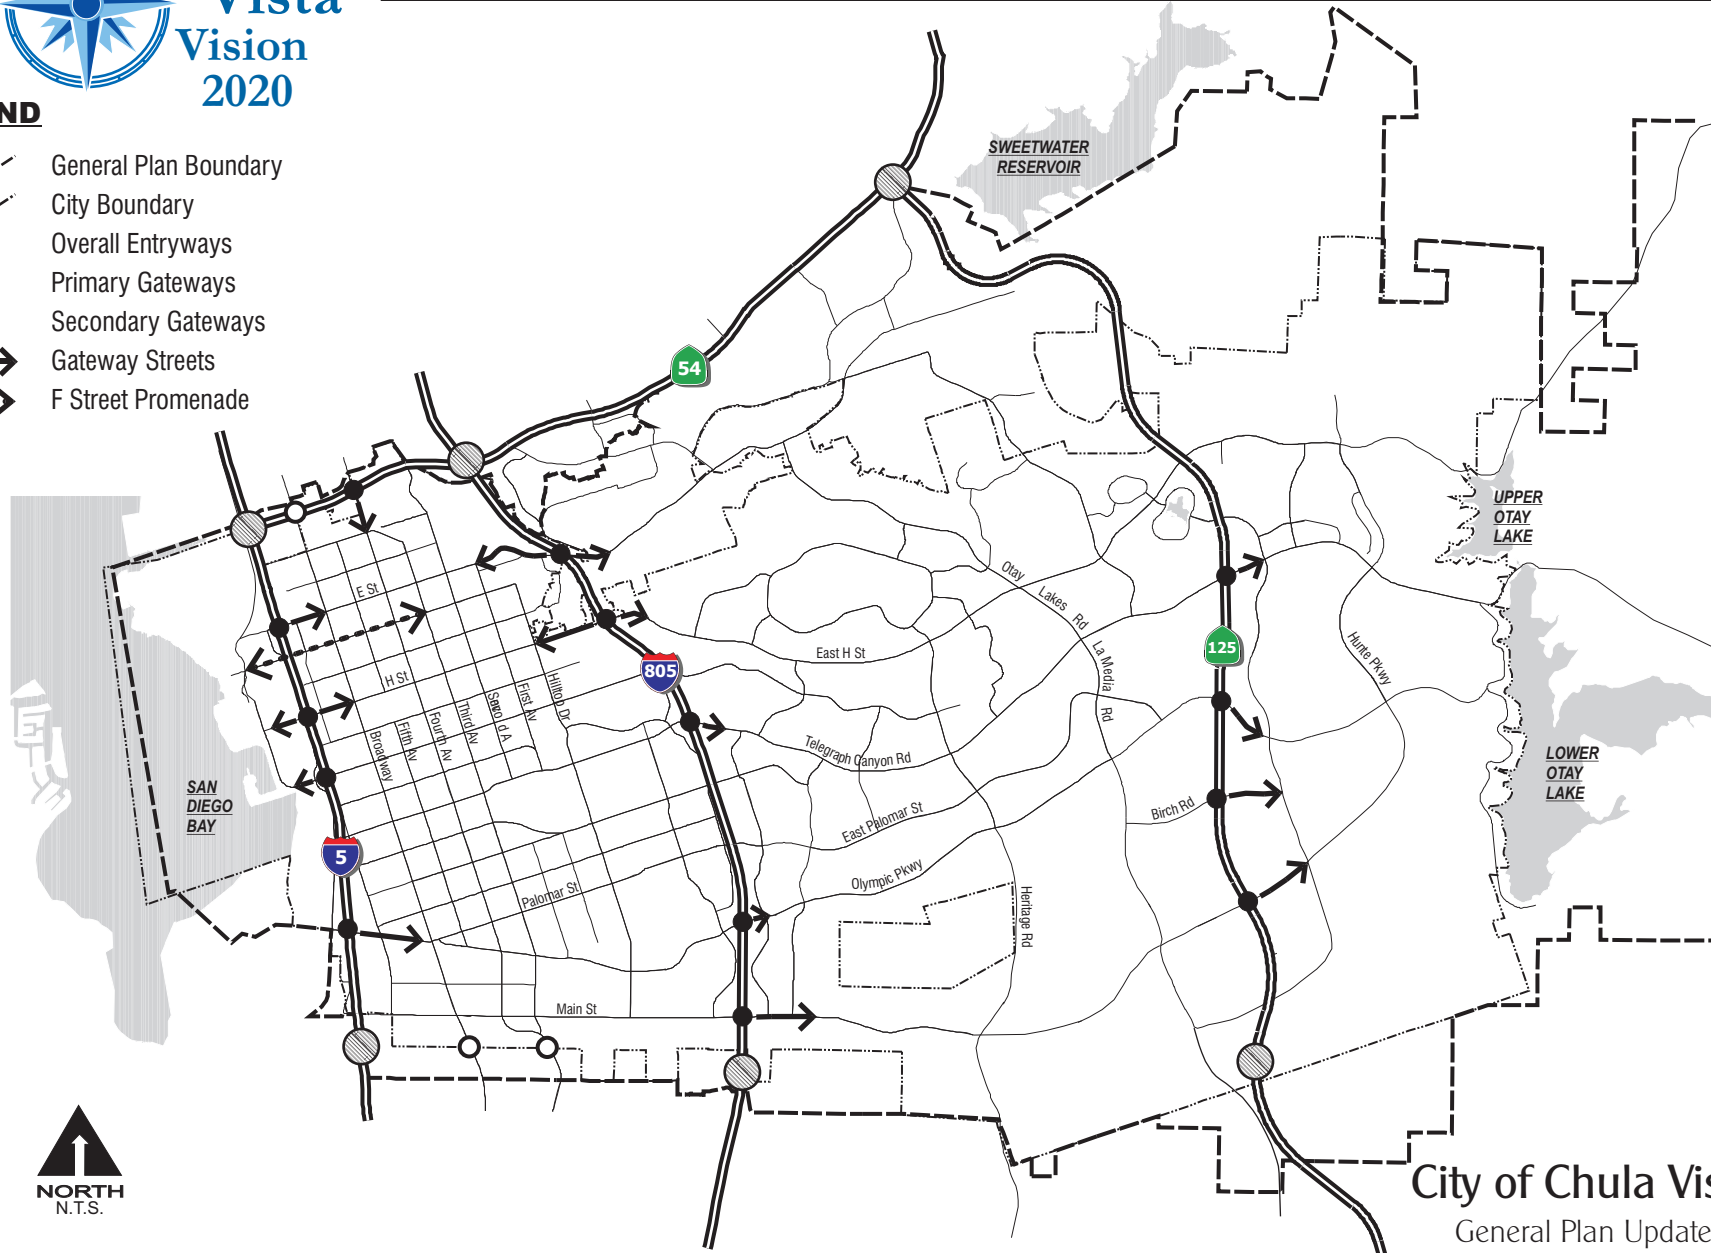 Vista
Vision
2020
ND
General Plan Boundary
City Boundary
Overall Entryways
Primary Gateways
Secondary Gateways
Gateway Streets
F Street Promenade
SWEETWATER
RESERVOIR
54
UPPER
OTAY
LAKE
E St
Otay Lakes Rd
East H St
La Media Rd
125
Hunte Pkwy
805
H St
Broadway
Fifth Av
Fourth Av
Third Av
First Av
Hilltop Dr
Telegraph Canyon Rd
LOWER
OTAY
LAKE
SAN
DIEGO
BAY
Birch Rd
East Palomar St
5
Olympic Pkwy
Palomar St
Heritage Rd
Main St
NORTH
N.T.S.
City of Chula Vis
General Plan Update